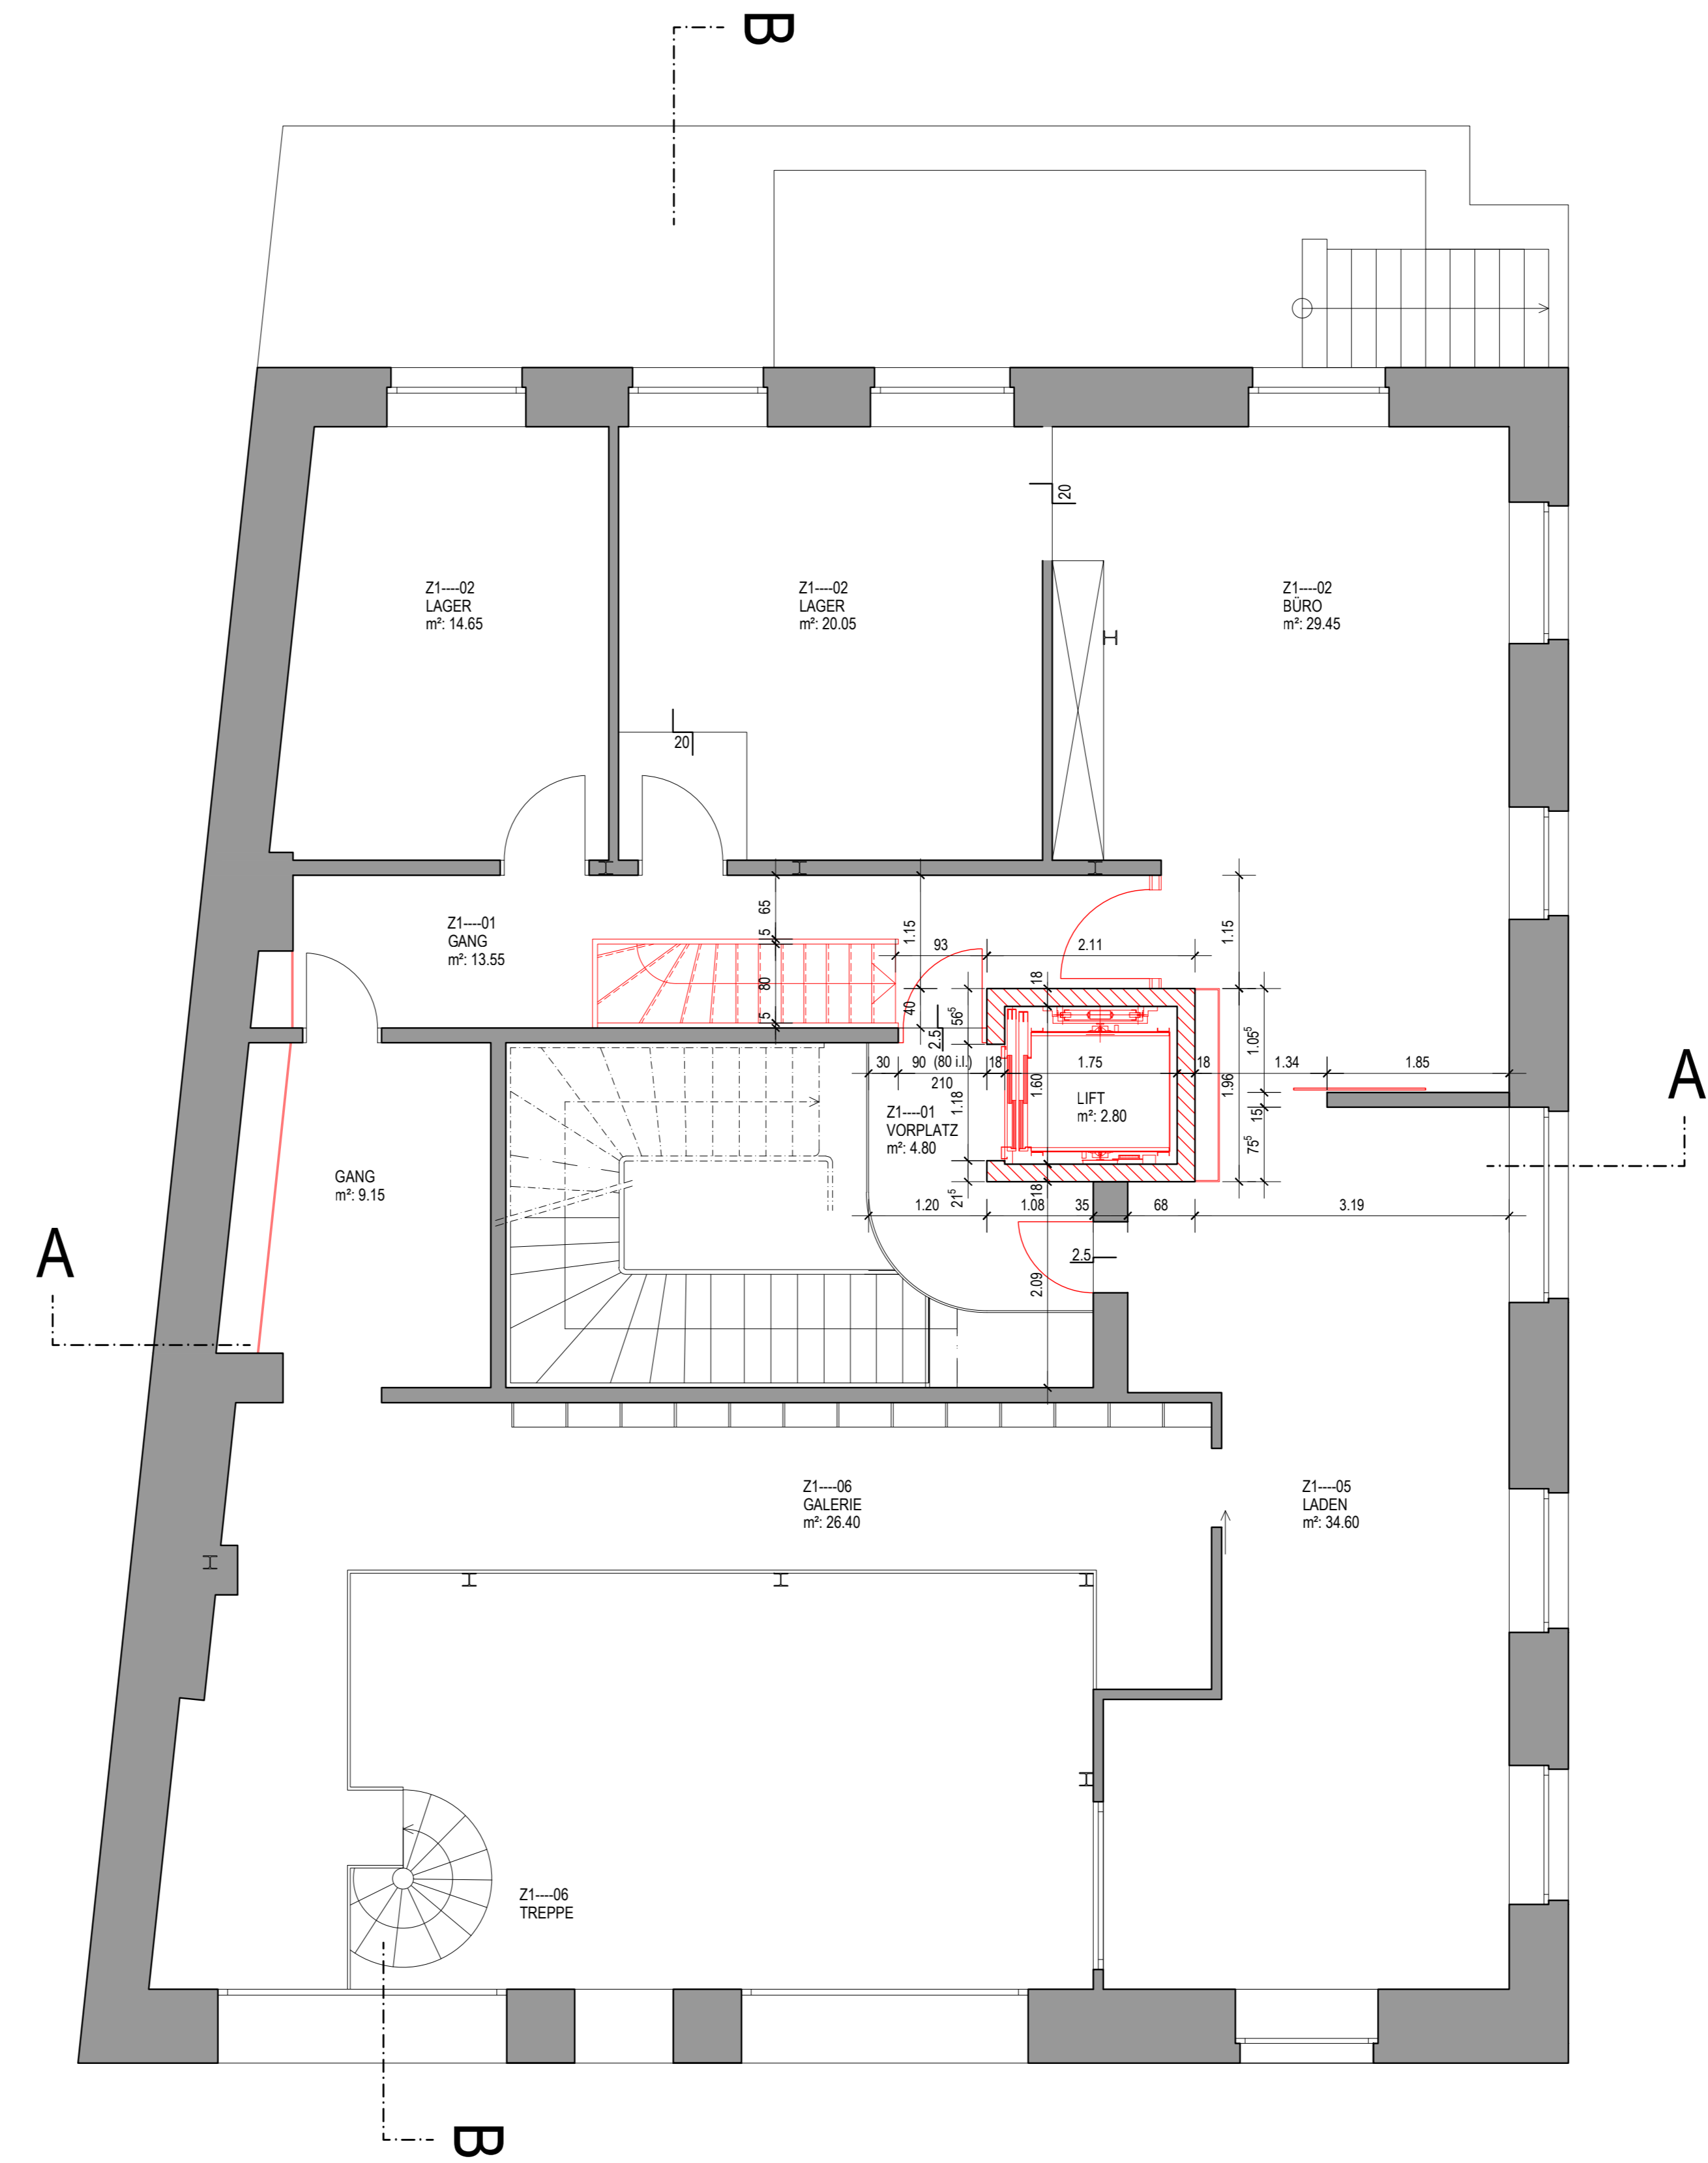 B
20
Z1----02
LAGER
m²: 14.65
Z1----02
LAGER
m²: 20.05
Z1----02
BÜRO
m²: 29.45
20
65
5
80
5
1.15
40
93
2.11
1.15
Z1----01
GANG
m²: 13.55
18
56⁵
2.5
30
90 (80 i.l.)
210
18
1.75
18
1.34
1.85
1.05⁵
1.96
15
75⁵
1.60
1.18
LIFT
m²: 2.80
Z1----01
VORPLATZ
m²: 4.80
A
GANG
m²: 9.15
21⁵
18
1.20
1.08
35
68
3.19
2.5
2.09
A
Z1----06
GALERIE
m²: 26.40
Z1----05
LADEN
m²: 34.60
Z1----06
TREPPE
B